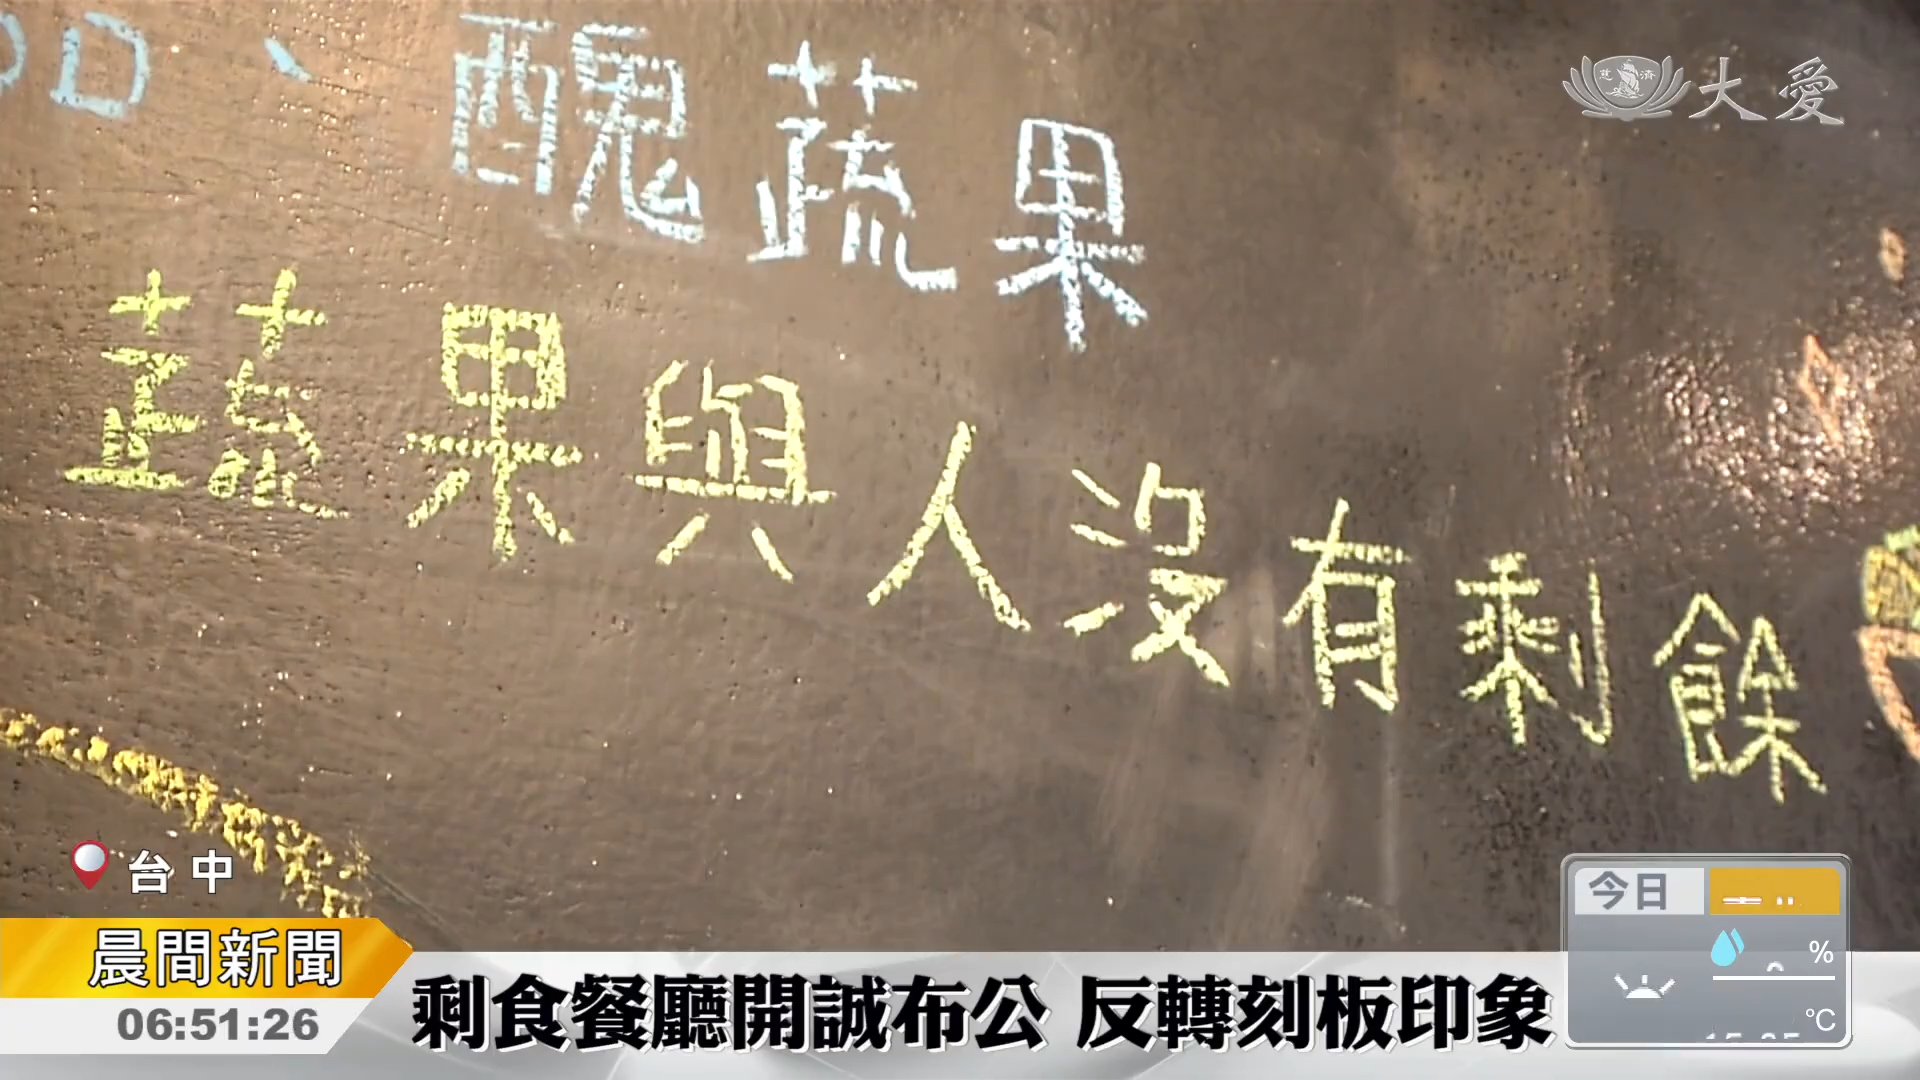 醜蔬果
大愛
慈濟
蔬果與人沒有剩餘
台中
今日
晨間新聞
%
06:51:26
剩食餐廳開誠布公 反轉刻板印象
°C